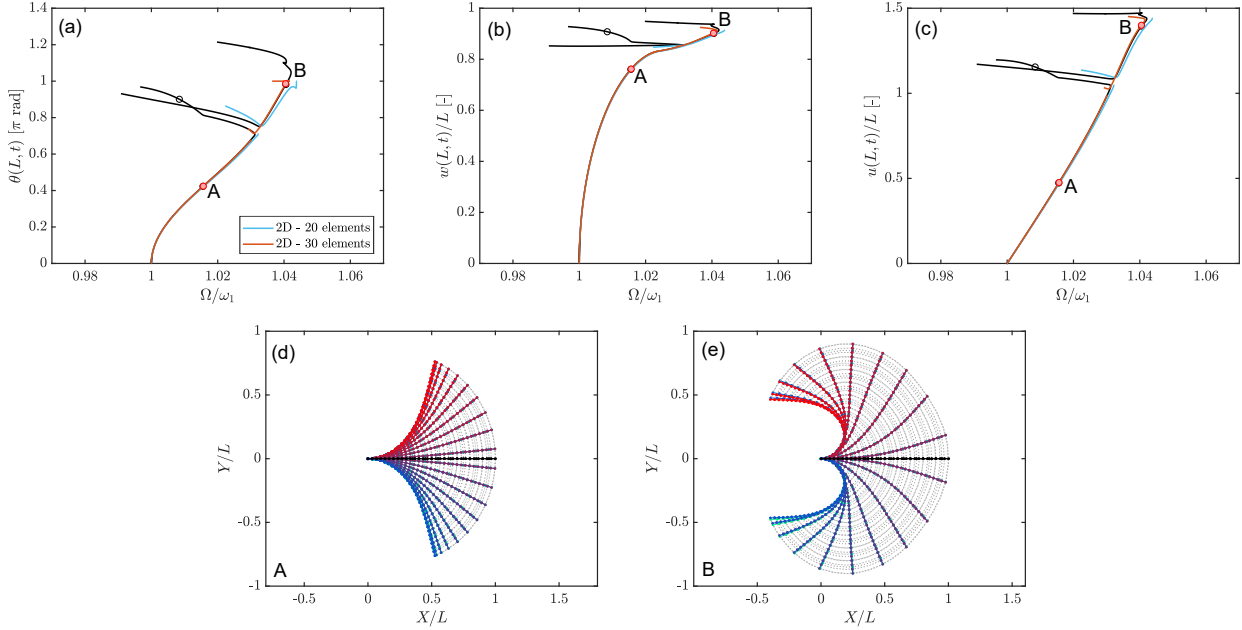 (a)
1.4
1.2
1
0.8
0.6
0.4
0.2
0
θ(L, t) [π rad]
A
B
2D - 20 elements
2D - 30 elements
0.98 1 1.02 1.04 1.06
Ω/ω₁
(b)
1
0.8
0.6
0.4
0.2
0
w(L, t)/L [-]
A
B
0.98 1 1.02 1.04 1.06
Ω/ω₁
(c)
1.5
1
0.5
0
u(L, t)/L [-]
A
B
0.98 1 1.02 1.04 1.06
Ω/ω₁
(d)
1
0.5
0
-0.5
-1
Y/L
A
-0.5 0 0.5 1 1.5
X/L
(e)
1
0.5
0
-0.5
-1
Y/L
B
-0.5 0 0.5 1 1.5
X/L